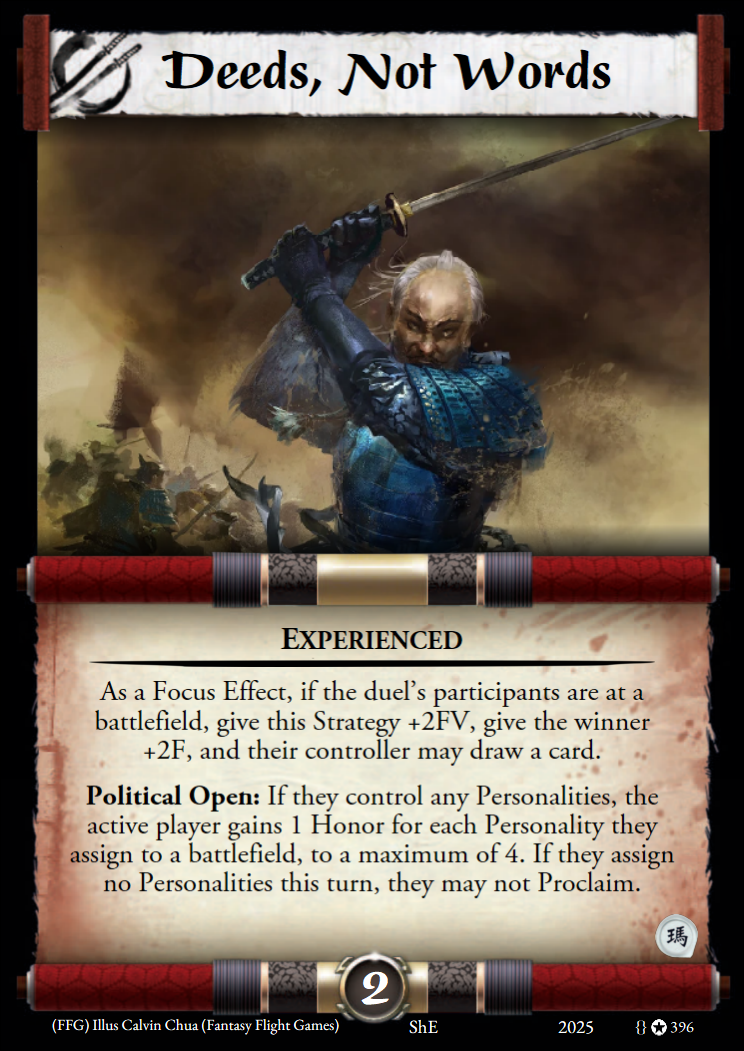 Deeds, Not Words
EXPERIENCED
As a Focus Effect, if the duel's participants are at a
battlefield, give this Strategy +2FV, give the winner
+2F, and their controller may draw a card.
Political Open: If they control any Personalities, the
active player gains 1 Honor for each Personality they
assign to a battlefield, to a maximum of 4. If they assign
no Personalities this turn, they may not Proclaim.
瑪
2
(FFG) Illus Calvin Chua (Fantasy Flight Games) ShE 2025 {} ✪ 396